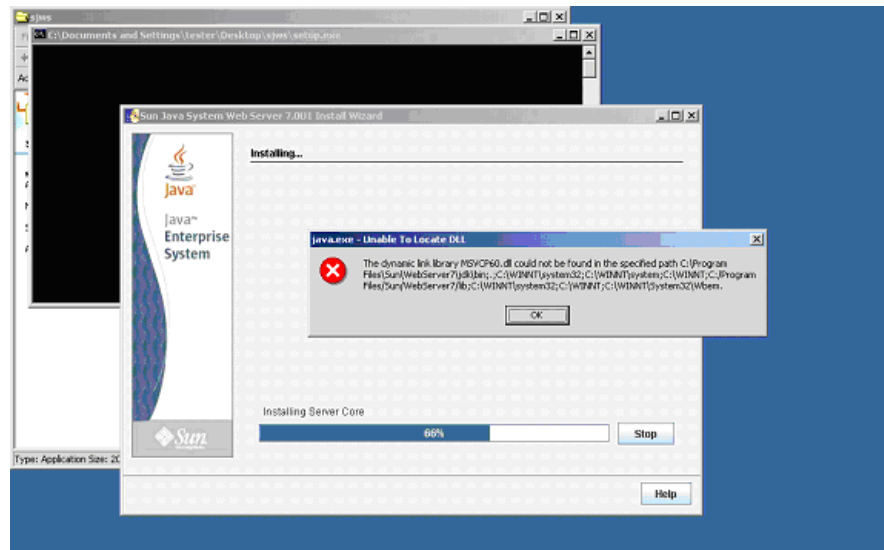 sjws
C:\Documents and Settings\tester\Desktop\sjws\setup.exe
Sun Java System Web Server 7.0U1 Install Wizard
Installing...
Java
Java™
Enterprise
System
java.exe - Unable To Locate DLL
The dynamic link library MSVCP60.dll could not be found in the specified path C:\Program
Files\Sun\WebServer7\jdk\bin;.;C:\WINNT\system32;C:\WINNT\system;C:\WINNT;C:/Program
Files/Sun/WebServer7/lib;C:\WINNT\system32;C:\WINNT;C:\WINNT\System32\Wbem.
OK
Installing Server Core
66%
Stop
Sun
Type: Application Size: 20
Help